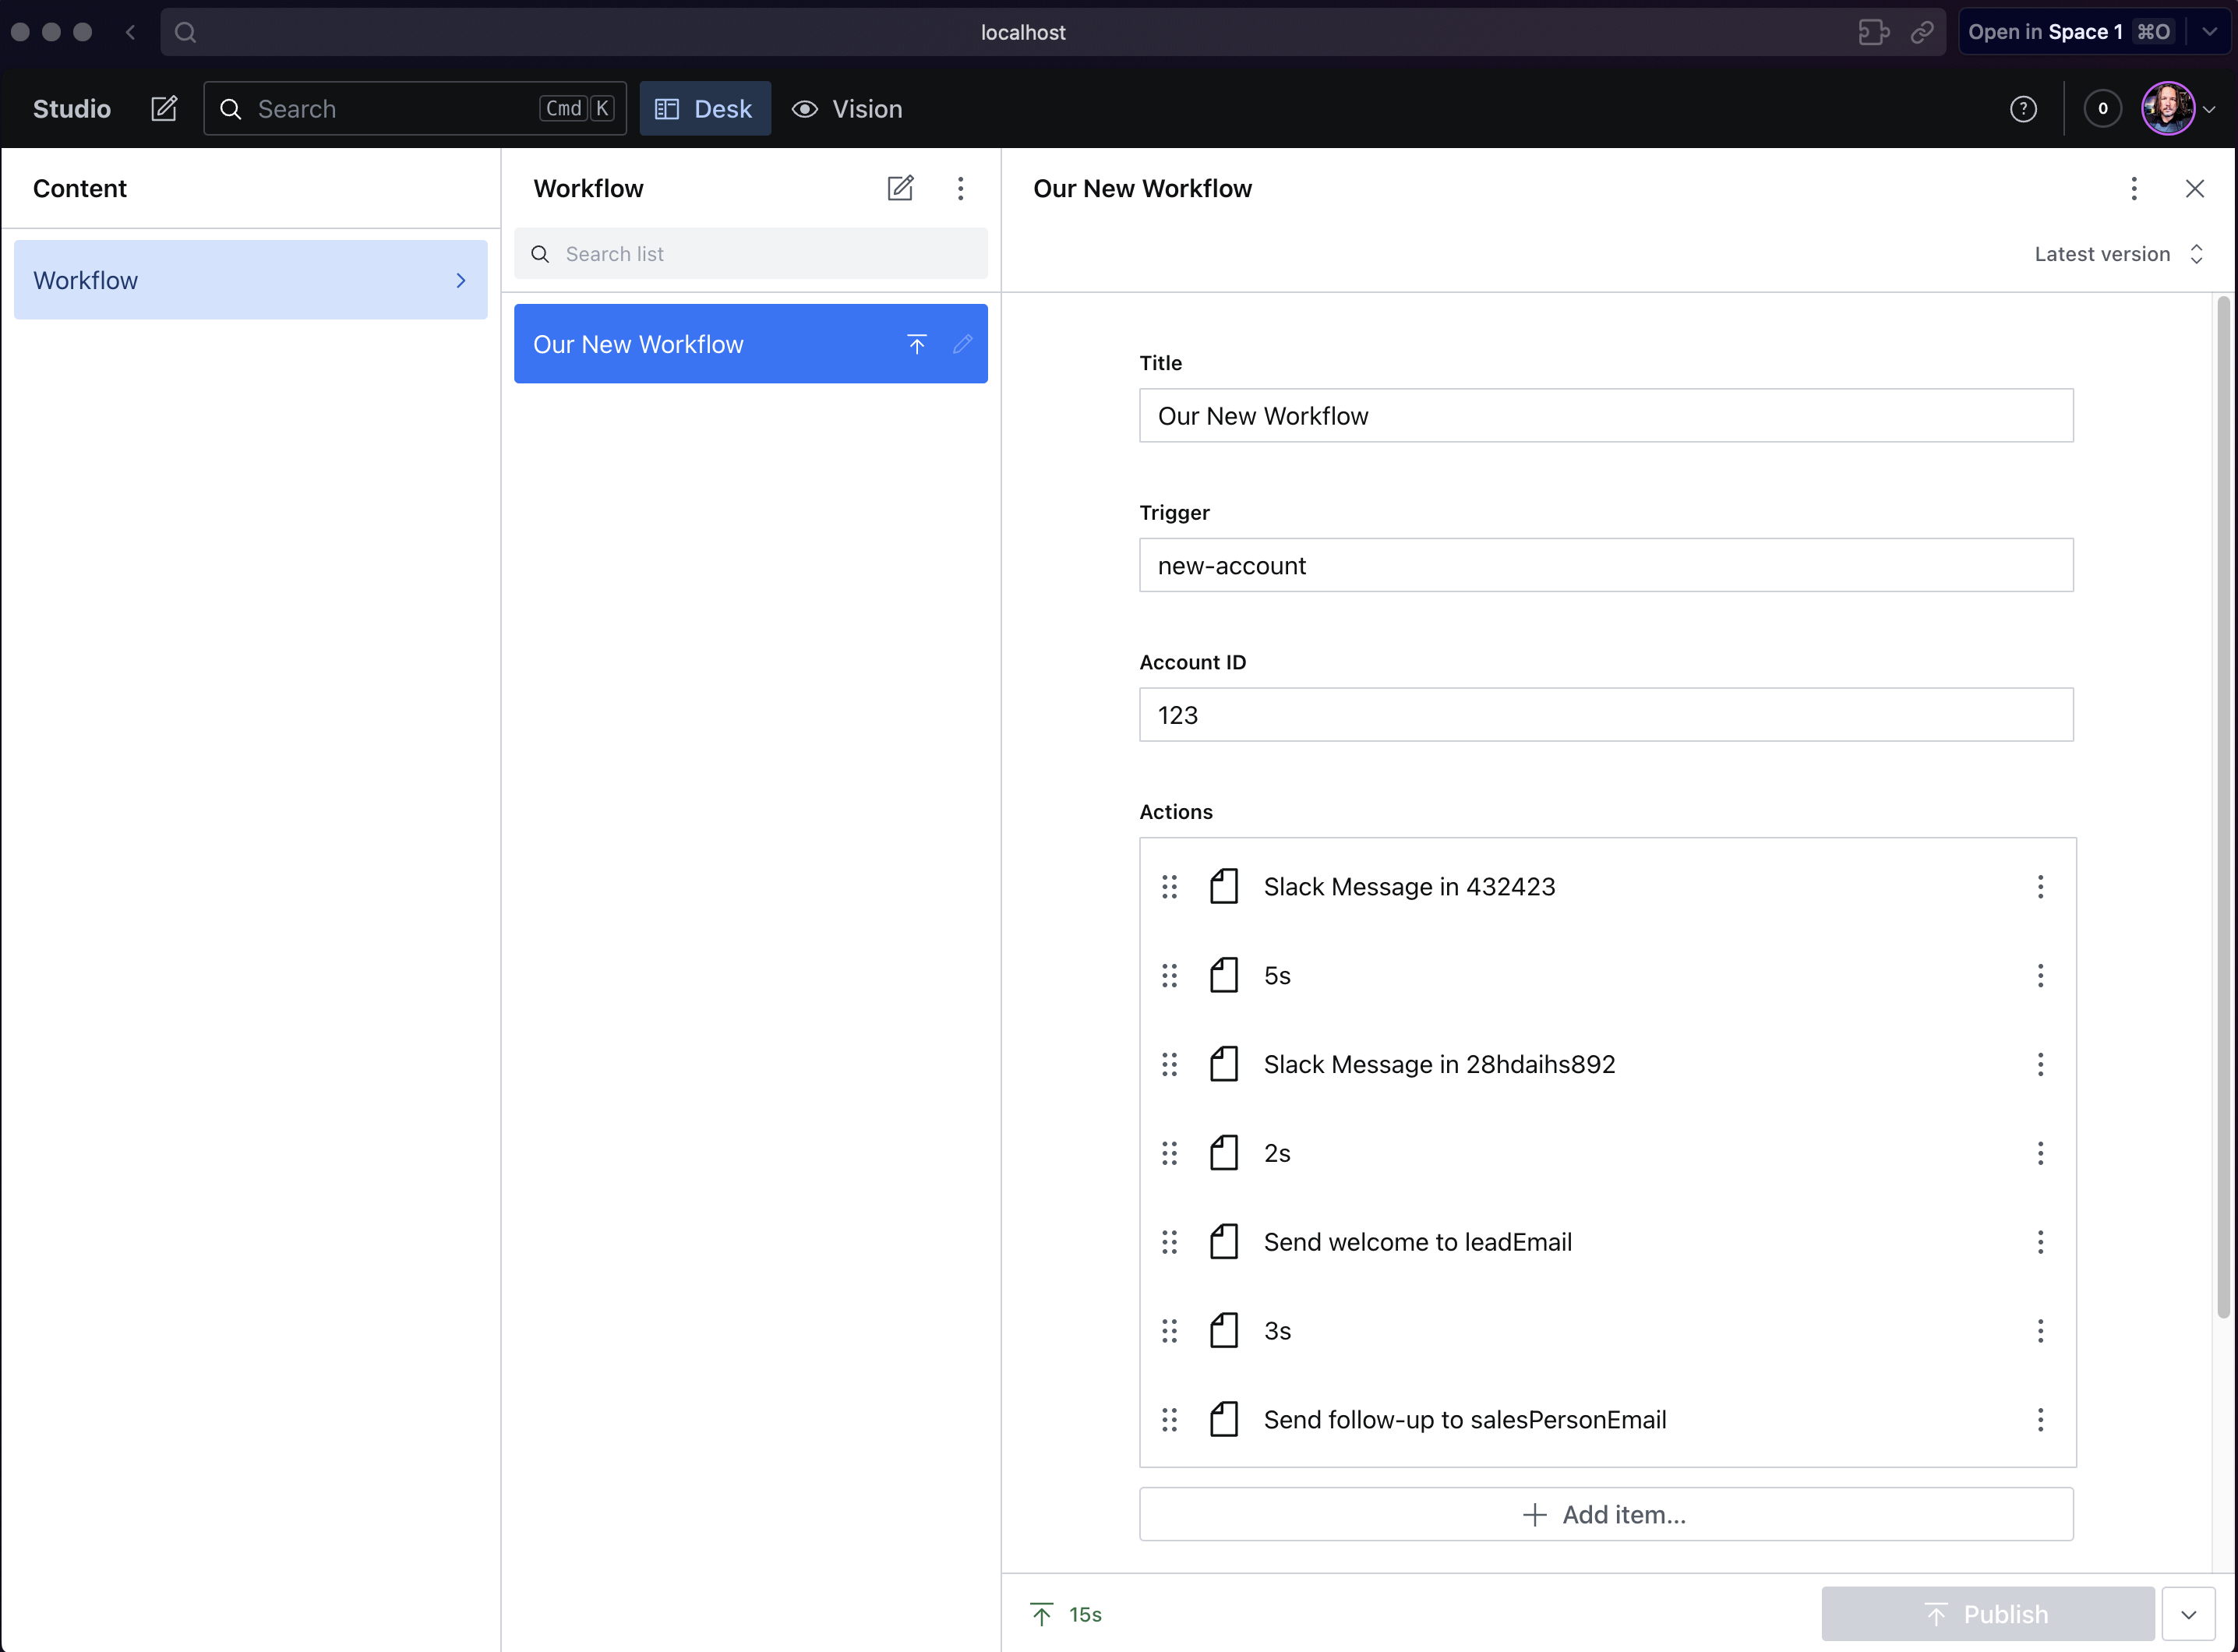 localhost
Open in Space 1 ⌘O
Studio
Search
Cmd K
Desk
Vision
?
0
Content
Workflow
Workflow
Search list
Our New Workflow
Our New Workflow
Latest version
Title
Our New Workflow
Trigger
new-account
Account ID
123
Actions
Slack Message in 432423
5s
Slack Message in 28hdaihs892
2s
Send welcome to leadEmail
3s
Send follow-up to salesPersonEmail
Add item...
15s
Publish